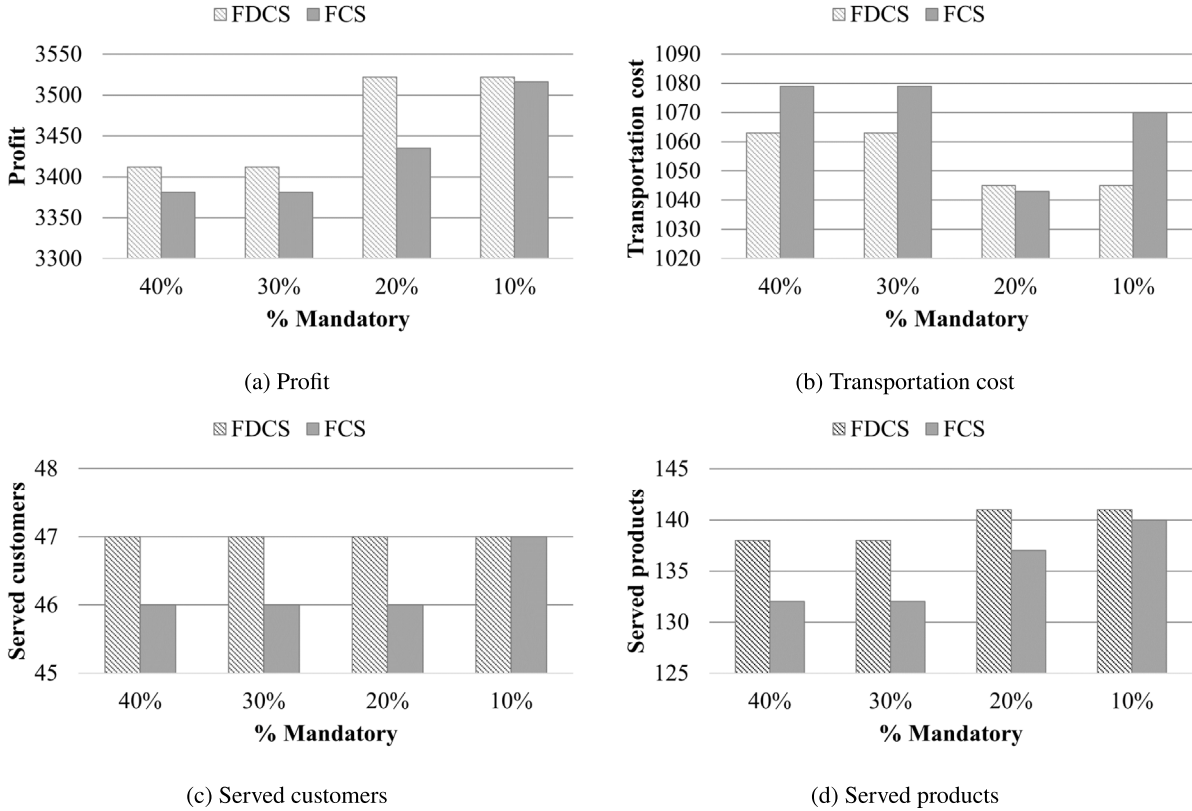 FDCS FCS
3550
3500
3450
3400
3350
3300
Profit
40% 30% 20% 10%
% Mandatory
(a) Profit
FDCS FCS
1090
1080
1070
1060
1050
1040
1030
1020
Transportation cost
40% 30% 20% 10%
% Mandatory
(b) Transportation cost
FDCS FCS
48
47
46
45
Served customers
40% 30% 20% 10%
% Mandatory
(c) Served customers
FDCS FCS
145
140
135
130
125
Served products
40% 30% 20% 10%
% Mandatory
(d) Served products